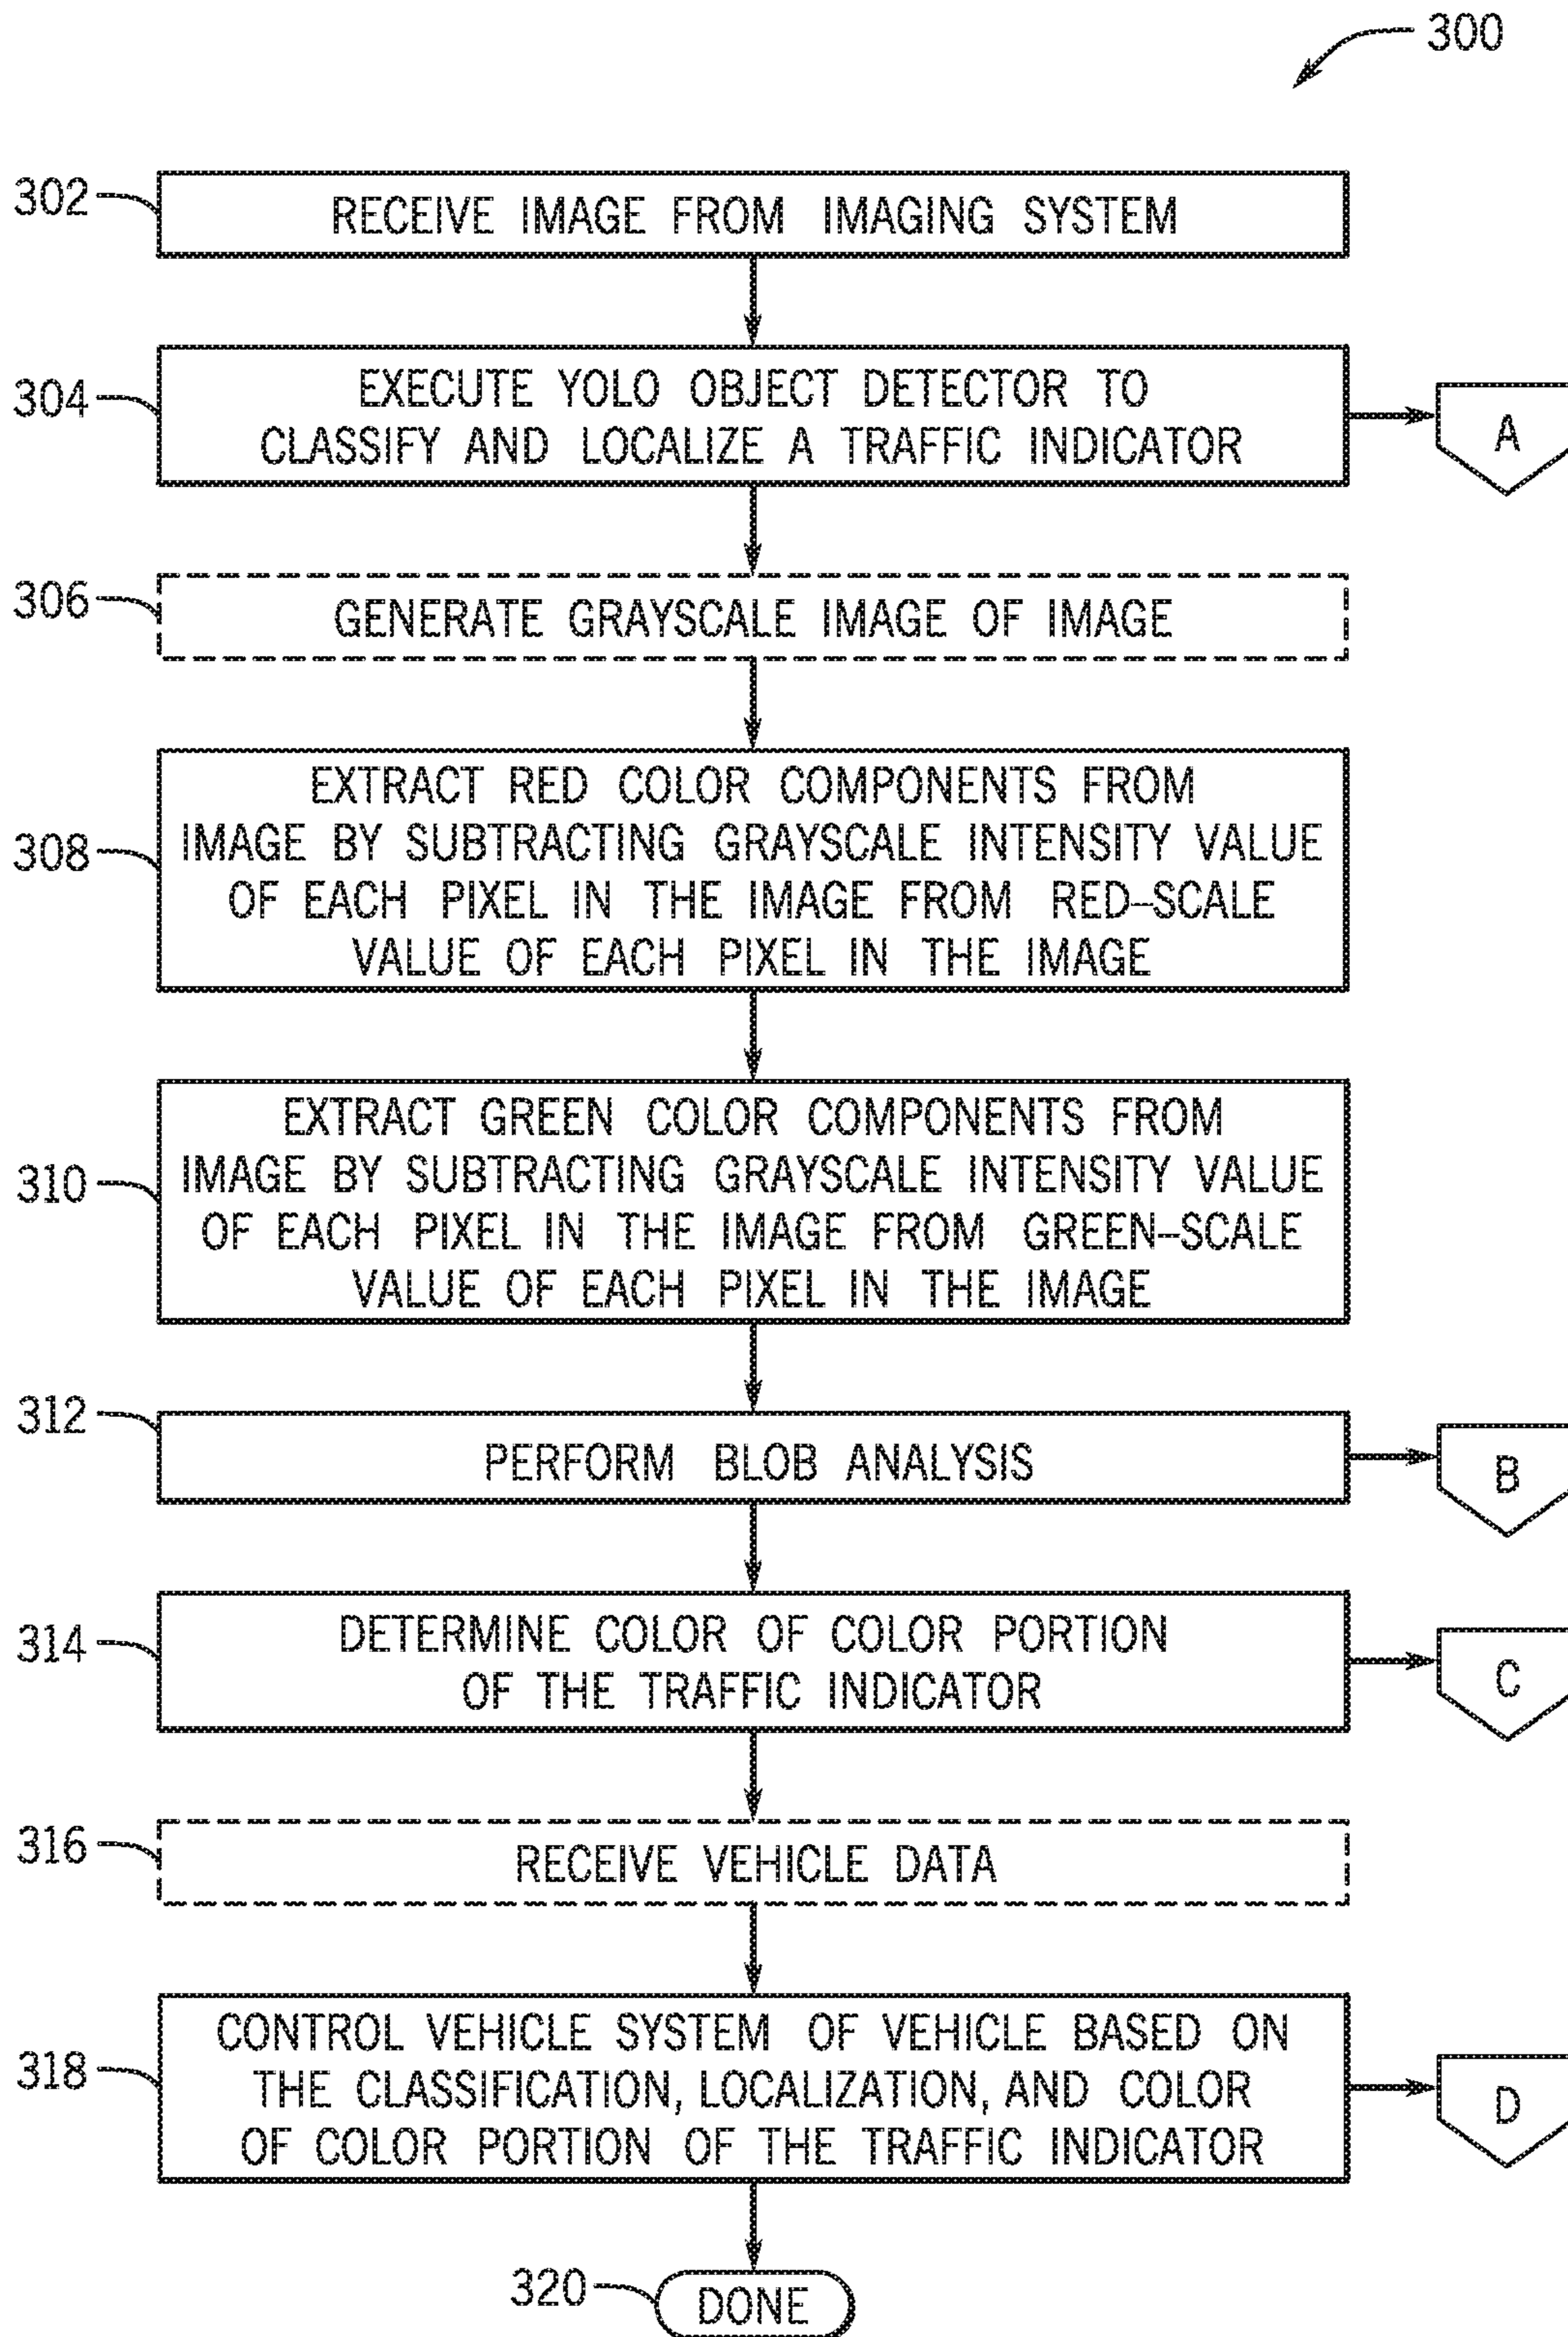 300
302
RECEIVE IMAGE FROM IMAGING SYSTEM
304
EXECUTE YOLO OBJECT DETECTOR TO
CLASSIFY AND LOCALIZE A TRAFFIC INDICATOR
A
306
GENERATE GRAYSCALE IMAGE OF IMAGE
308
EXTRACT RED COLOR COMPONENTS FROM
IMAGE BY SUBTRACTING GRAYSCALE INTENSITY VALUE
OF EACH PIXEL IN THE IMAGE FROM RED-SCALE
VALUE OF EACH PIXEL IN THE IMAGE
310
EXTRACT GREEN COLOR COMPONENTS FROM
IMAGE BY SUBTRACTING GRAYSCALE INTENSITY VALUE
OF EACH PIXEL IN THE IMAGE FROM GREEN-SCALE
VALUE OF EACH PIXEL IN THE IMAGE
312
PERFORM BLOB ANALYSIS
B
314
DETERMINE COLOR OF COLOR PORTION
OF THE TRAFFIC INDICATOR
C
316
RECEIVE VEHICLE DATA
318
CONTROL VEHICLE SYSTEM OF VEHICLE BASED ON
THE CLASSIFICATION, LOCALIZATION, AND COLOR
OF COLOR PORTION OF THE TRAFFIC INDICATOR
D
320
DONE